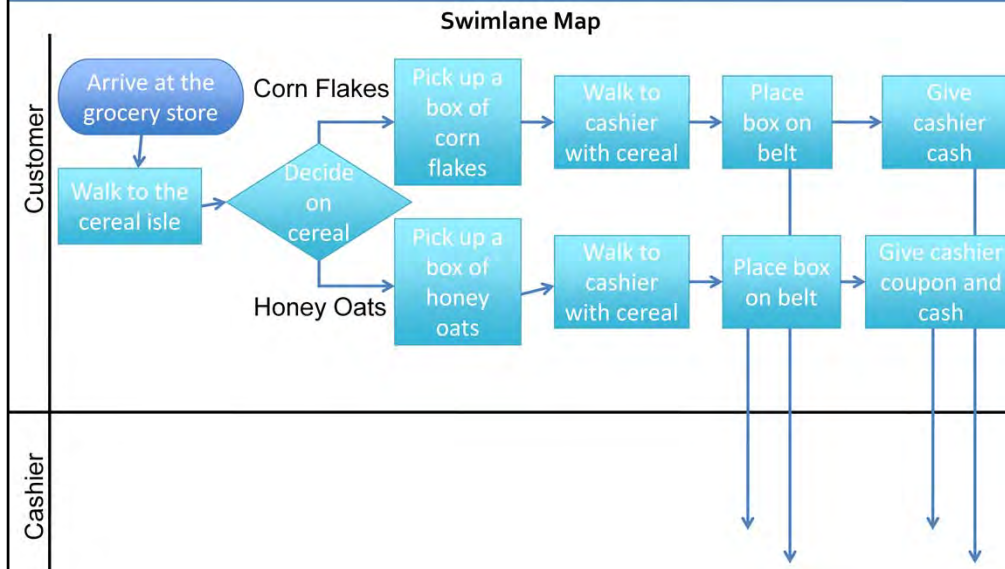 Swimlane Map
Customer
Arrive at the
grocery store
Walk to the
cereal isle
Decide
on
cereal
Corn Flakes
Pick up a
box of
corn
flakes
Walk to
cashier
with cereal
Place
box on
belt
Give
cashier
cash
Honey Oats
Pick up a
box of
honey
oats
Walk to
cashier
with cereal
Place box
on belt
Give cashier
coupon and
cash
Cashier